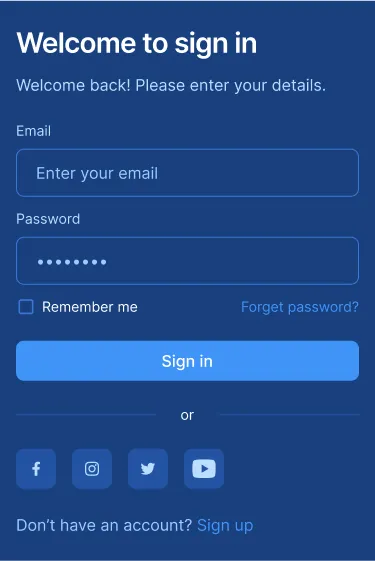 Welcome to sign in
Welcome back! Please enter your details.
Email
Enter your email
Password
Remember me
Forget password?
Sign in
or
Don't have an account? Sign up